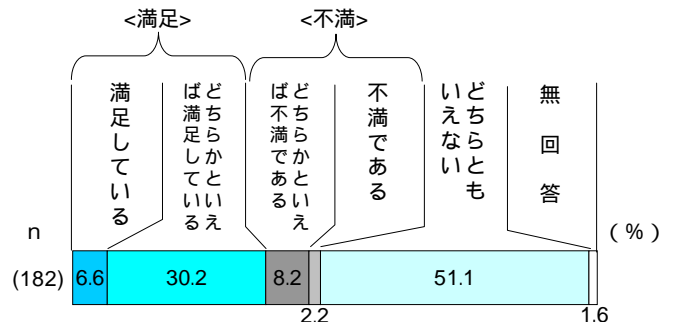 <満足>
<不満>
満足している
どちらかといえ
ば満足している
どちらかといえ
ば不満である
不満である
どちらとも
いえない
無回答
n
(%)
(182)
6.6
30.2
8.2
2.2
51.1
1.6